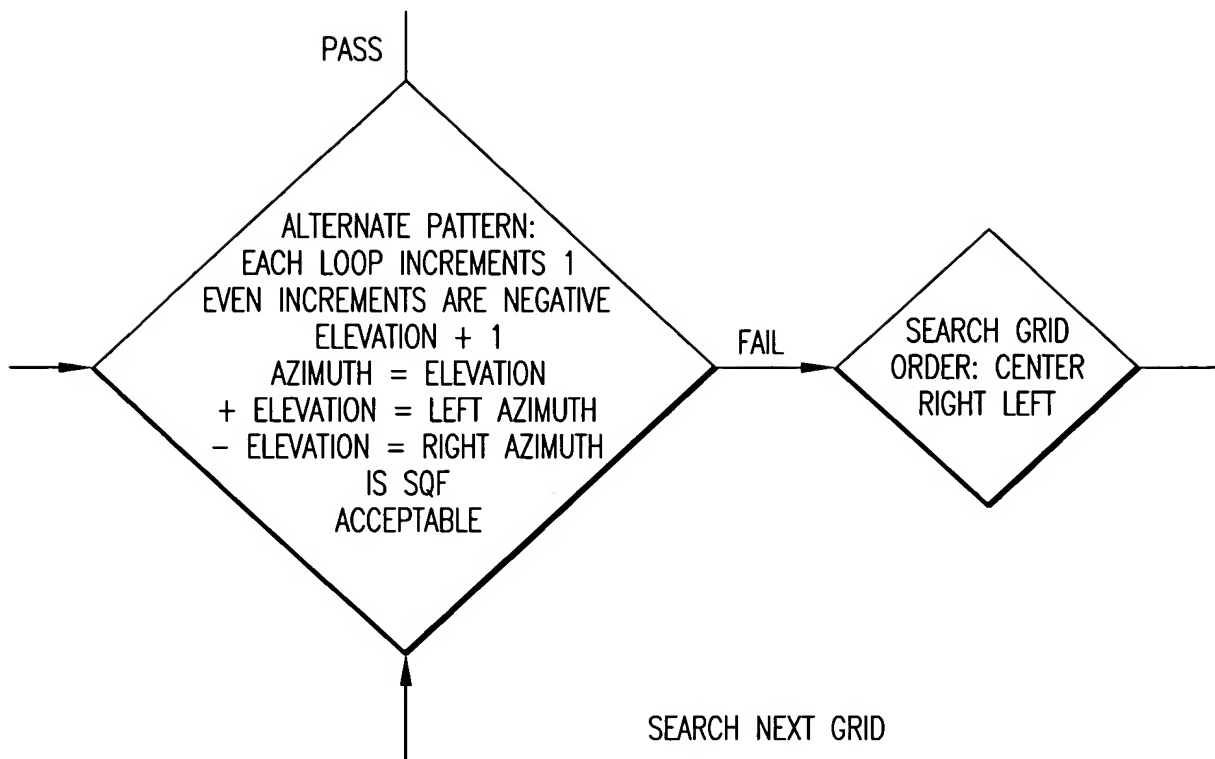 PASS
ALTERNATE PATTERN:
EACH LOOP INCREMENTS 1
EVEN INCREMENTS ARE NEGATIVE
ELEVATION + 1
AZIMUTH = ELEVATION
+ ELEVATION = LEFT AZIMUTH
- ELEVATION = RIGHT AZIMUTH
IS SQF
ACCEPTABLE
FAIL
SEARCH GRID
ORDER: CENTER
RIGHT LEFT
SEARCH NEXT GRID